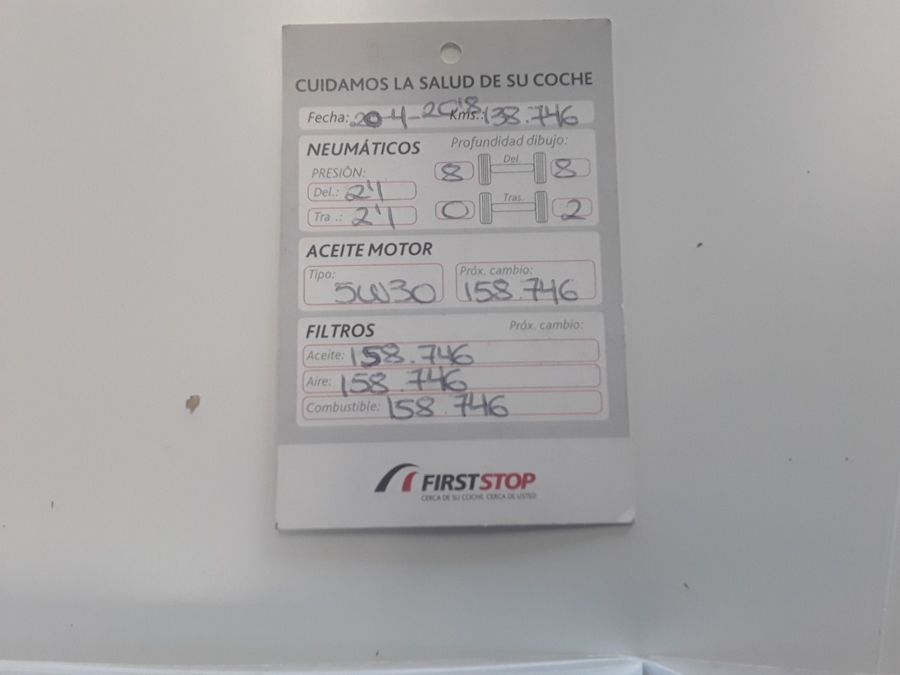 CUIDAMOS LA SALUD DE SU COCHE
Fecha: 20-4-2018 Kms.: 138.746
NEUMÁTICOS Profundidad dibujo:
PRESIÓN: 8 Del. 8
Del.: 2'1
Tra .: 2'1 0 Tras. 2
ACEITE MOTOR
Tipo: 5W30 Próx. cambio: 158.746
FILTROS Próx. cambio:
Aceite: 158.746
Aire: 158.746
Combustible: 158.746
FIRSTSTOP
CERCA DE SU COCHE. CERCA DE USTED